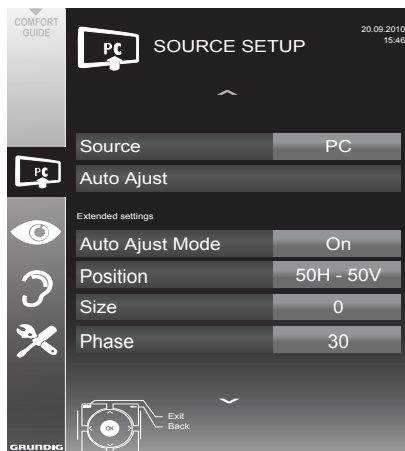 COMFORT
GUIDE
PC
SOURCE SETUP
20.09.2010
15:46
Source PC
PC
Auto Ajust
Extended settings
Auto Ajust Mode On
Position 50H - 50V
Size 0
Phase 30
Exit
Back
OK
GRUNDIG